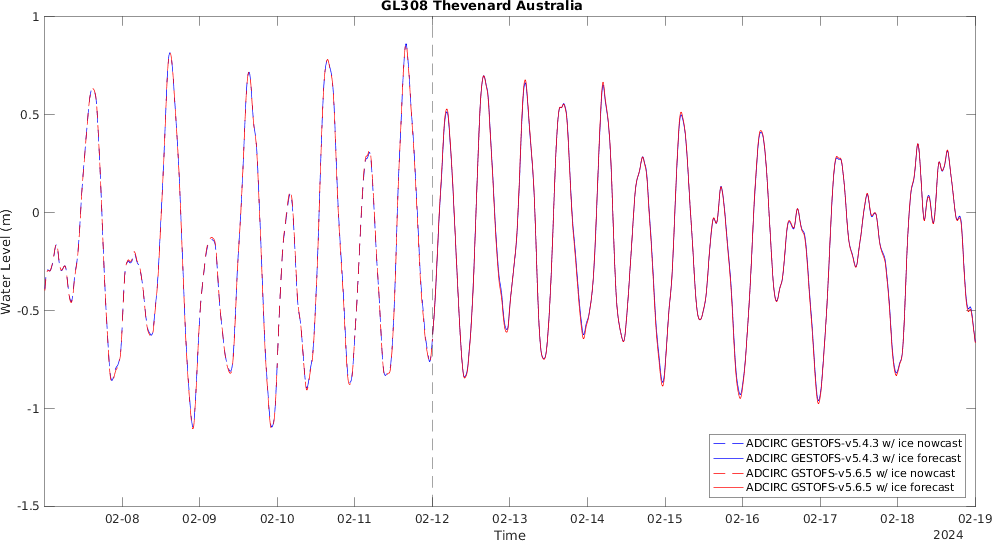 GL308 Thevenard Australia
1
0.5
0
-0.5
-1
-1.5
Water Level (m)
ADCIRC GESTOFS-v5.4.3 w/ ice nowcast
ADCIRC GESTOFS-v5.4.3 w/ ice forecast
ADCIRC GSTOFS-v5.6.5 w/ ice nowcast
ADCIRC GSTOFS-v5.6.5 w/ ice forecast
02-08 02-09 02-10 02-11 02-12 02-13 02-14 02-15 02-16 02-17 02-18 02-19
Time
2024